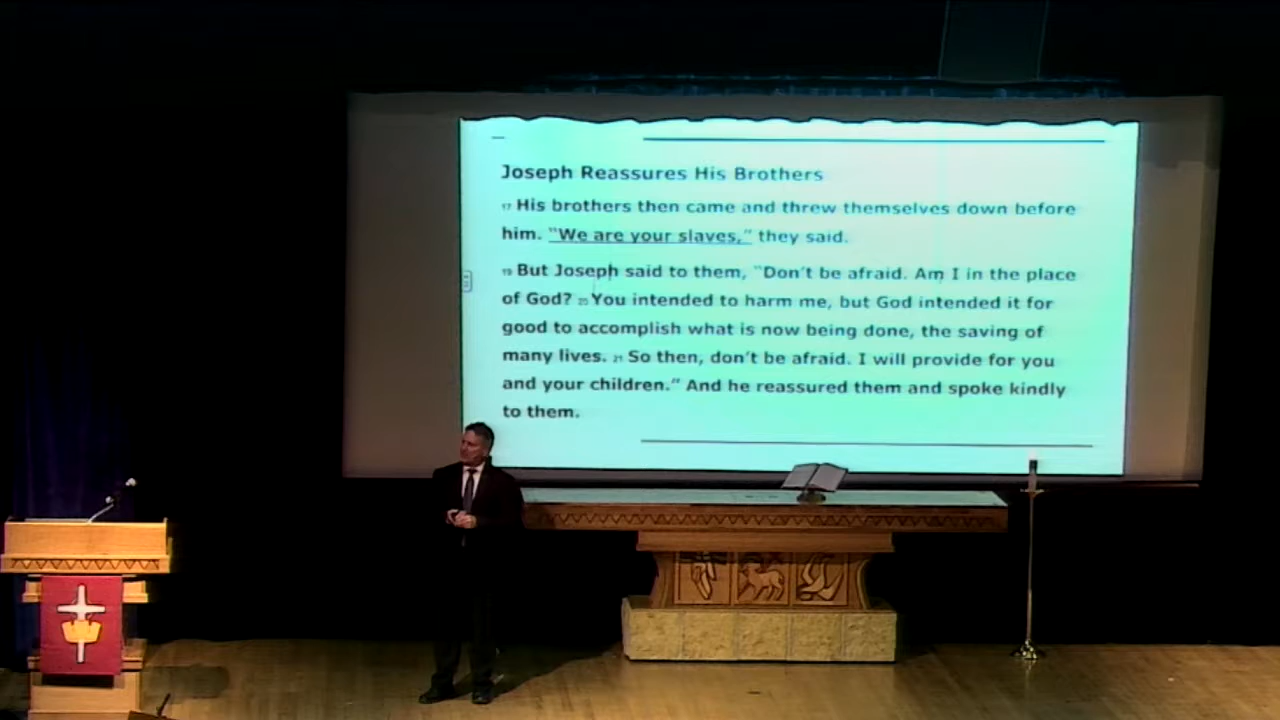 Joseph Reassures His Brothers
17 His brothers then came and threw themselves down before
him. "We are your slaves," they said.
19 But Joseph said to them, "Don't be afraid. Am I in the place
of God? 20 You intended to harm me, but God intended it for
good to accomplish what is now being done, the saving of
many lives. 21 So then, don't be afraid. I will provide for you
and your children." And he reassured them and spoke kindly
to them.